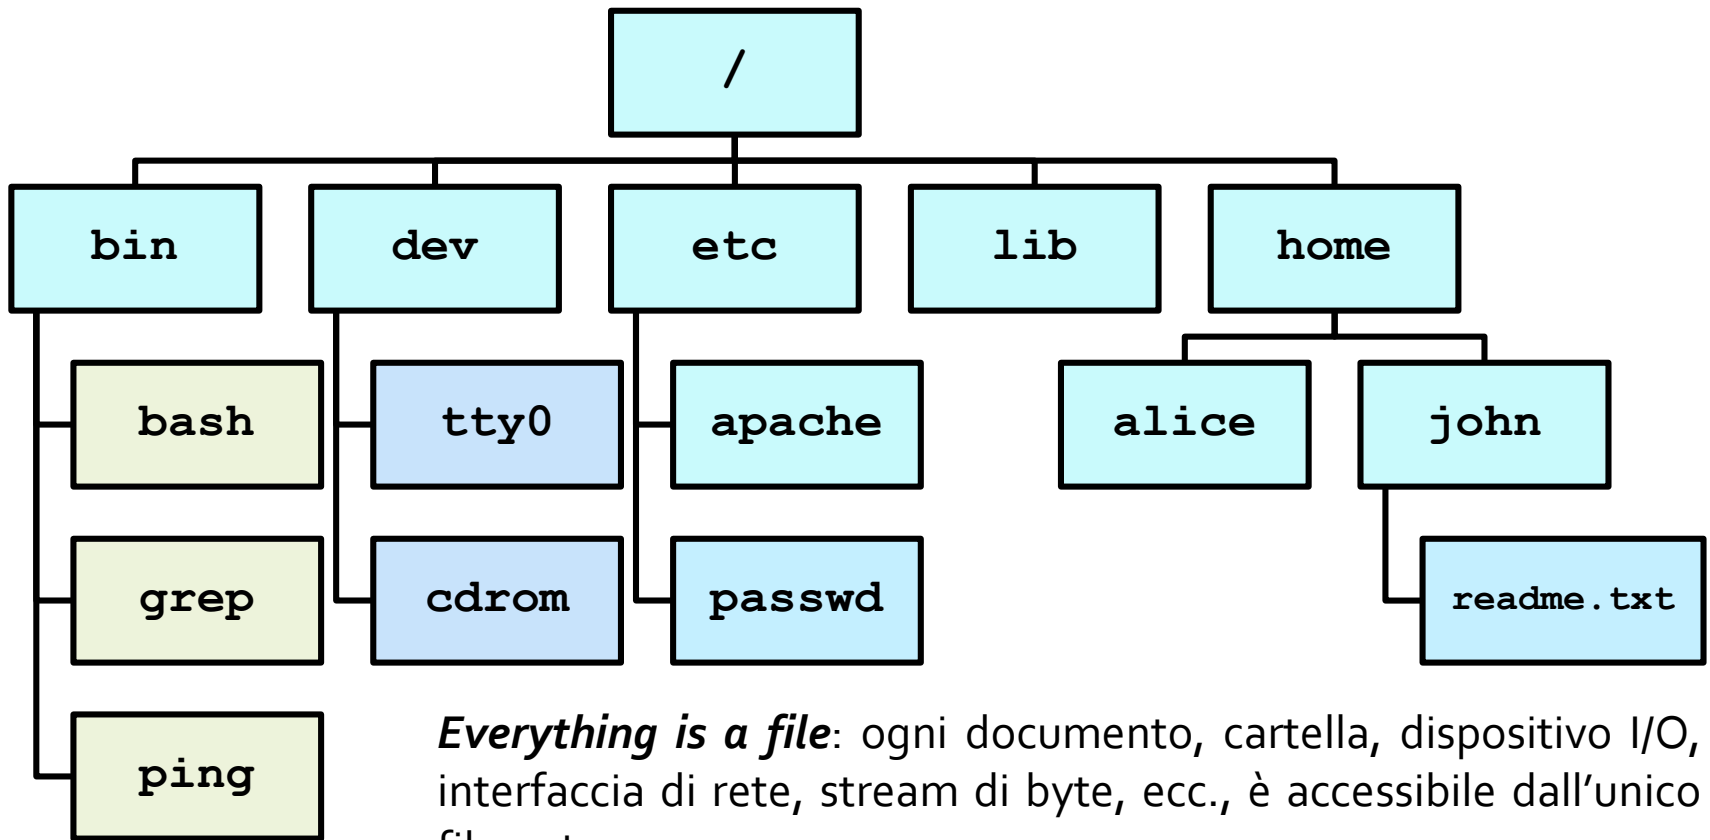 /
bin dev etc lib home
bash tty0 apache alice john
grep cdrom passwd readme.txt
ping
Everything is a file: ogni documento, cartella, dispositivo I/O,
interfaccia di rete, stream di byte, ecc., è accessibile dall’unico